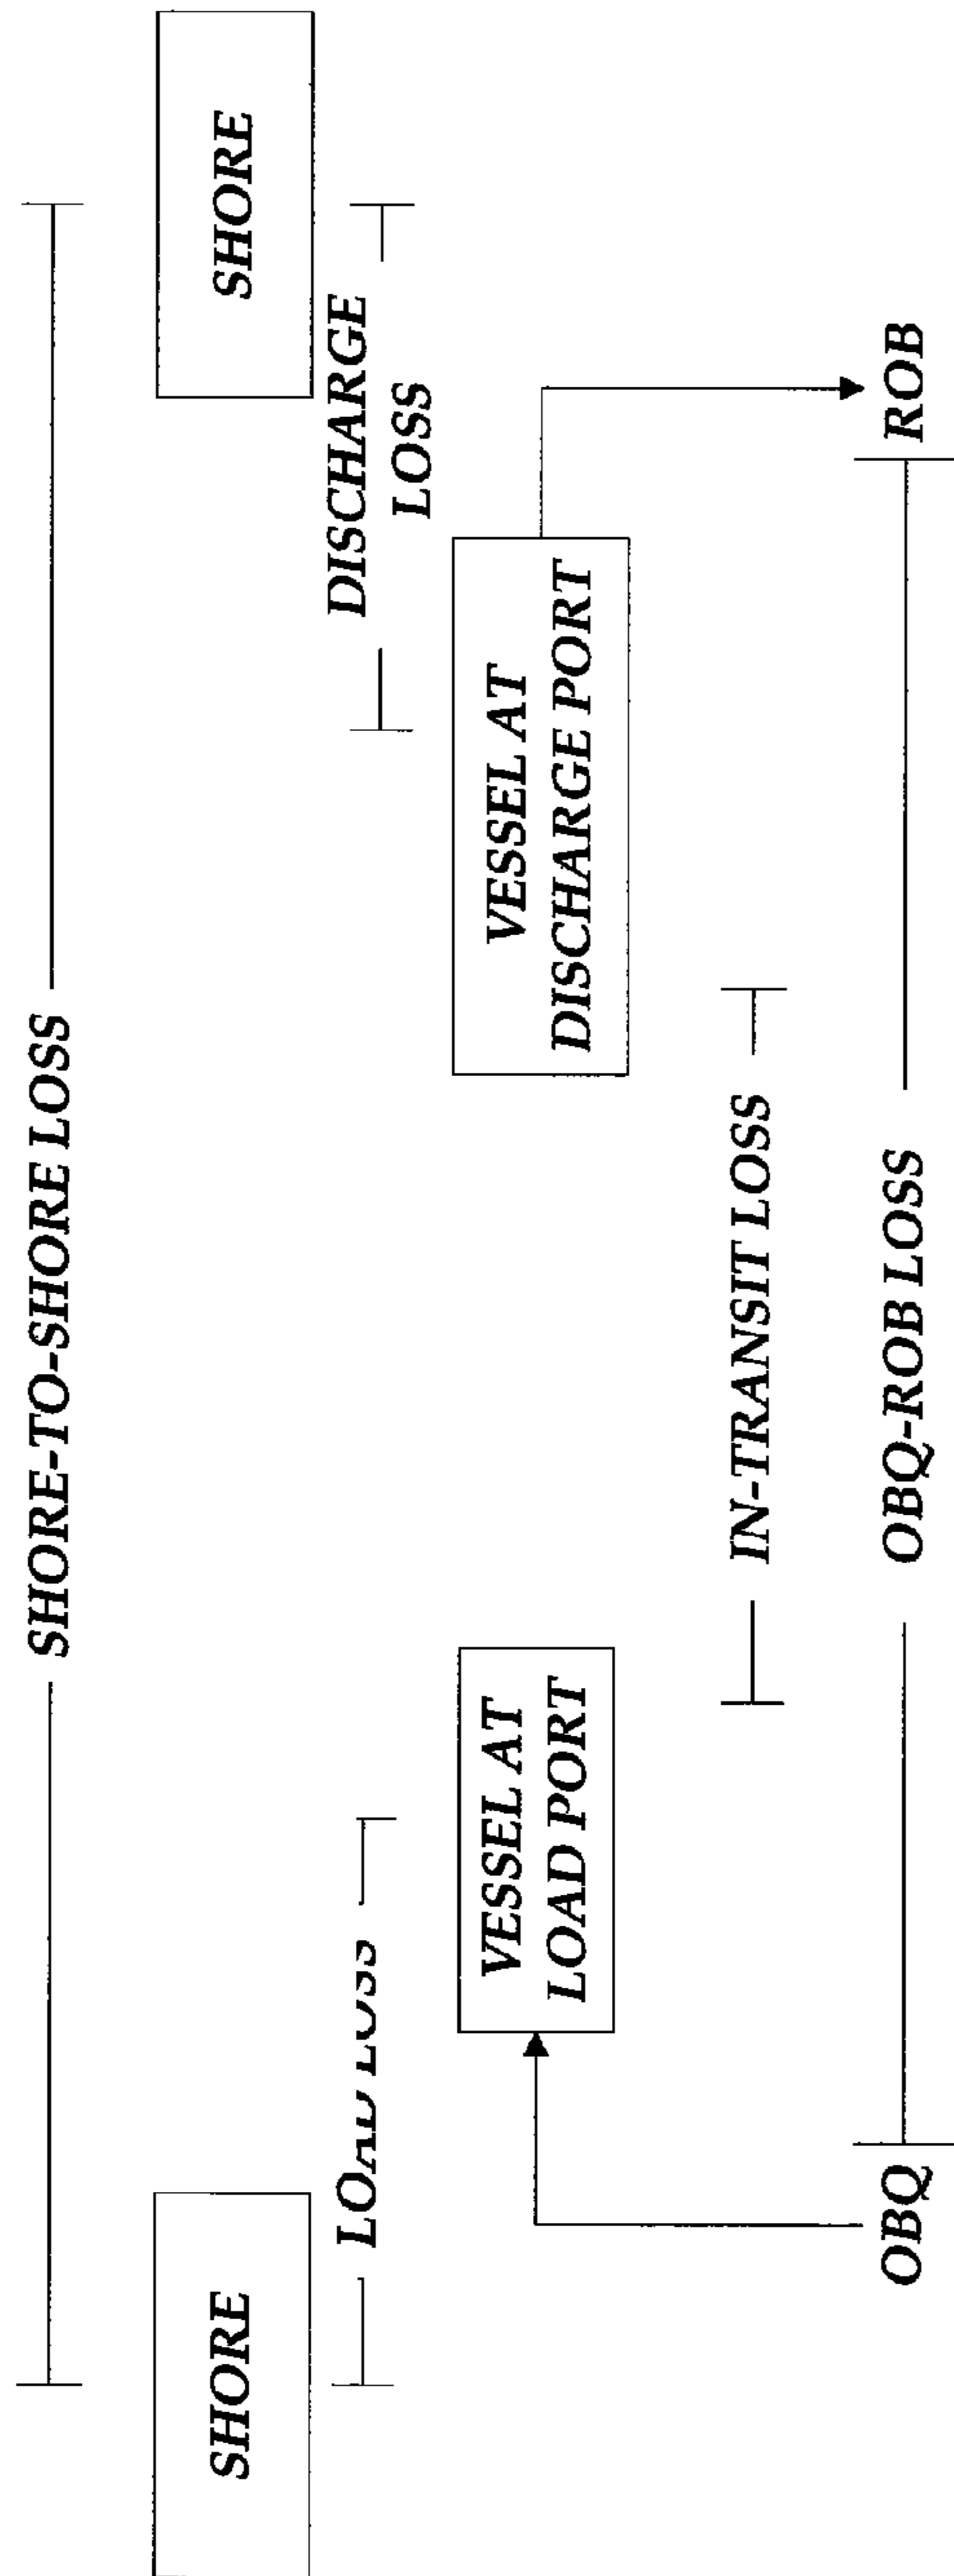 SHORE-TO-SHORE LOSS
SHORE
SHORE
LOAD LOSS
DISCHARGE
LOSS
VESSEL AT
LOAD PORT
VESSEL AT
DISCHARGE PORT
IN-TRANSIT LOSS
OBQ
OBQ-ROB LOSS
ROB